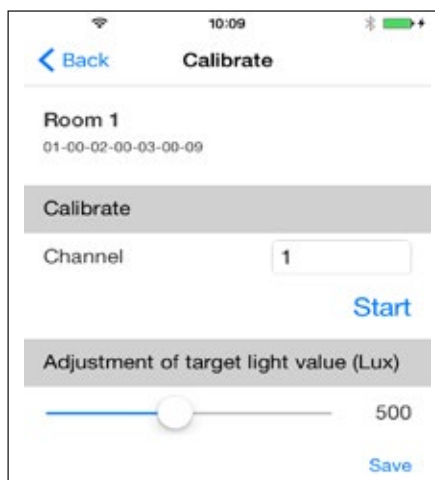 10:09
Back Calibrate
Room 1
01-00-02-00-03-00-09
Calibrate
Channel 1
Start
Adjustment of target light value (Lux)
500
Save